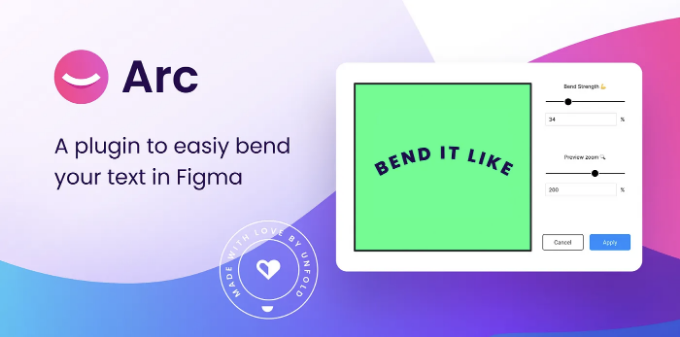 Arc
A plugin to easiy bend
your text in Figma
MADE WITH LOVE BY UNFOLD
BEND IT LIKE
Bend Strength 💪
34 %
Preview zoom 🔍
200 %
Cancel Apply